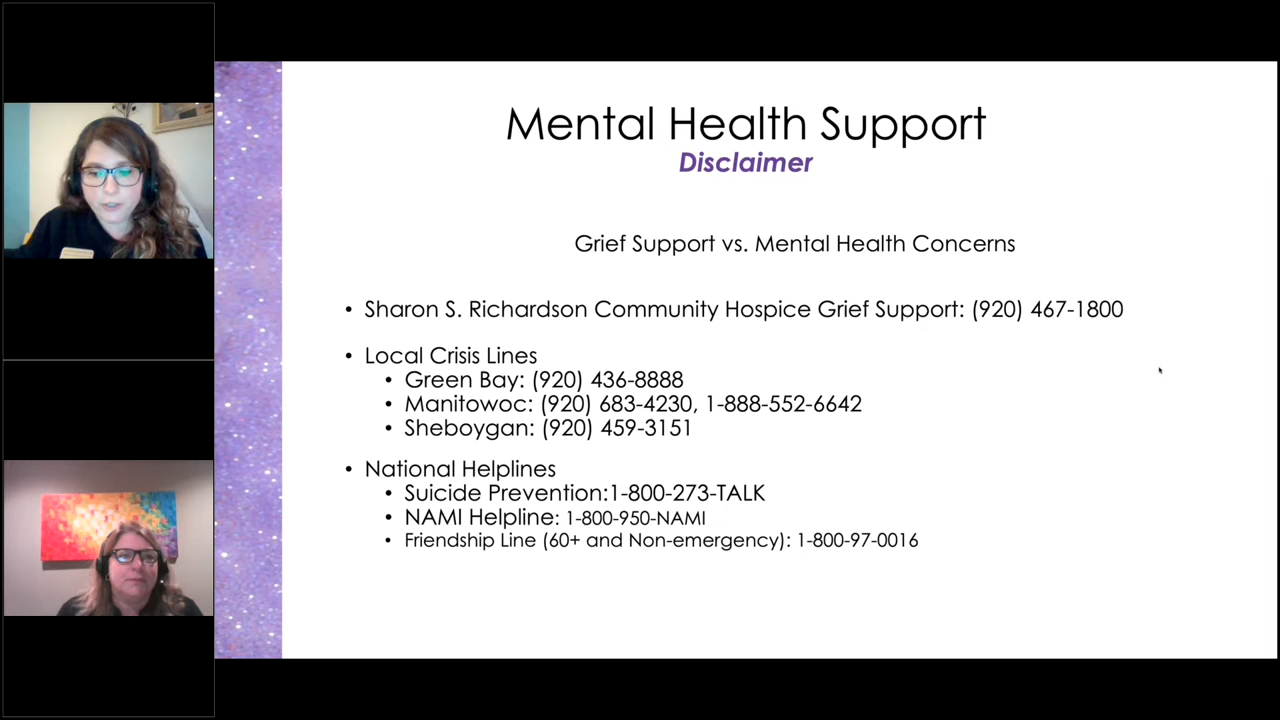 Mental Health Support
Disclaimer
Grief Support vs. Mental Health Concerns
• Sharon S. Richardson Community Hospice Grief Support: (920) 467-1800
• Local Crisis Lines
• Green Bay: (920) 436-8888
• Manitowoc: (920) 683-4230, 1-888-552-6642
• Sheboygan: (920) 459-3151
• National Helplines
• Suicide Prevention:1-800-273-TALK
• NAMI Helpline: 1-800-950-NAMI
• Friendship Line (60+ and Non-emergency): 1-800-97-0016